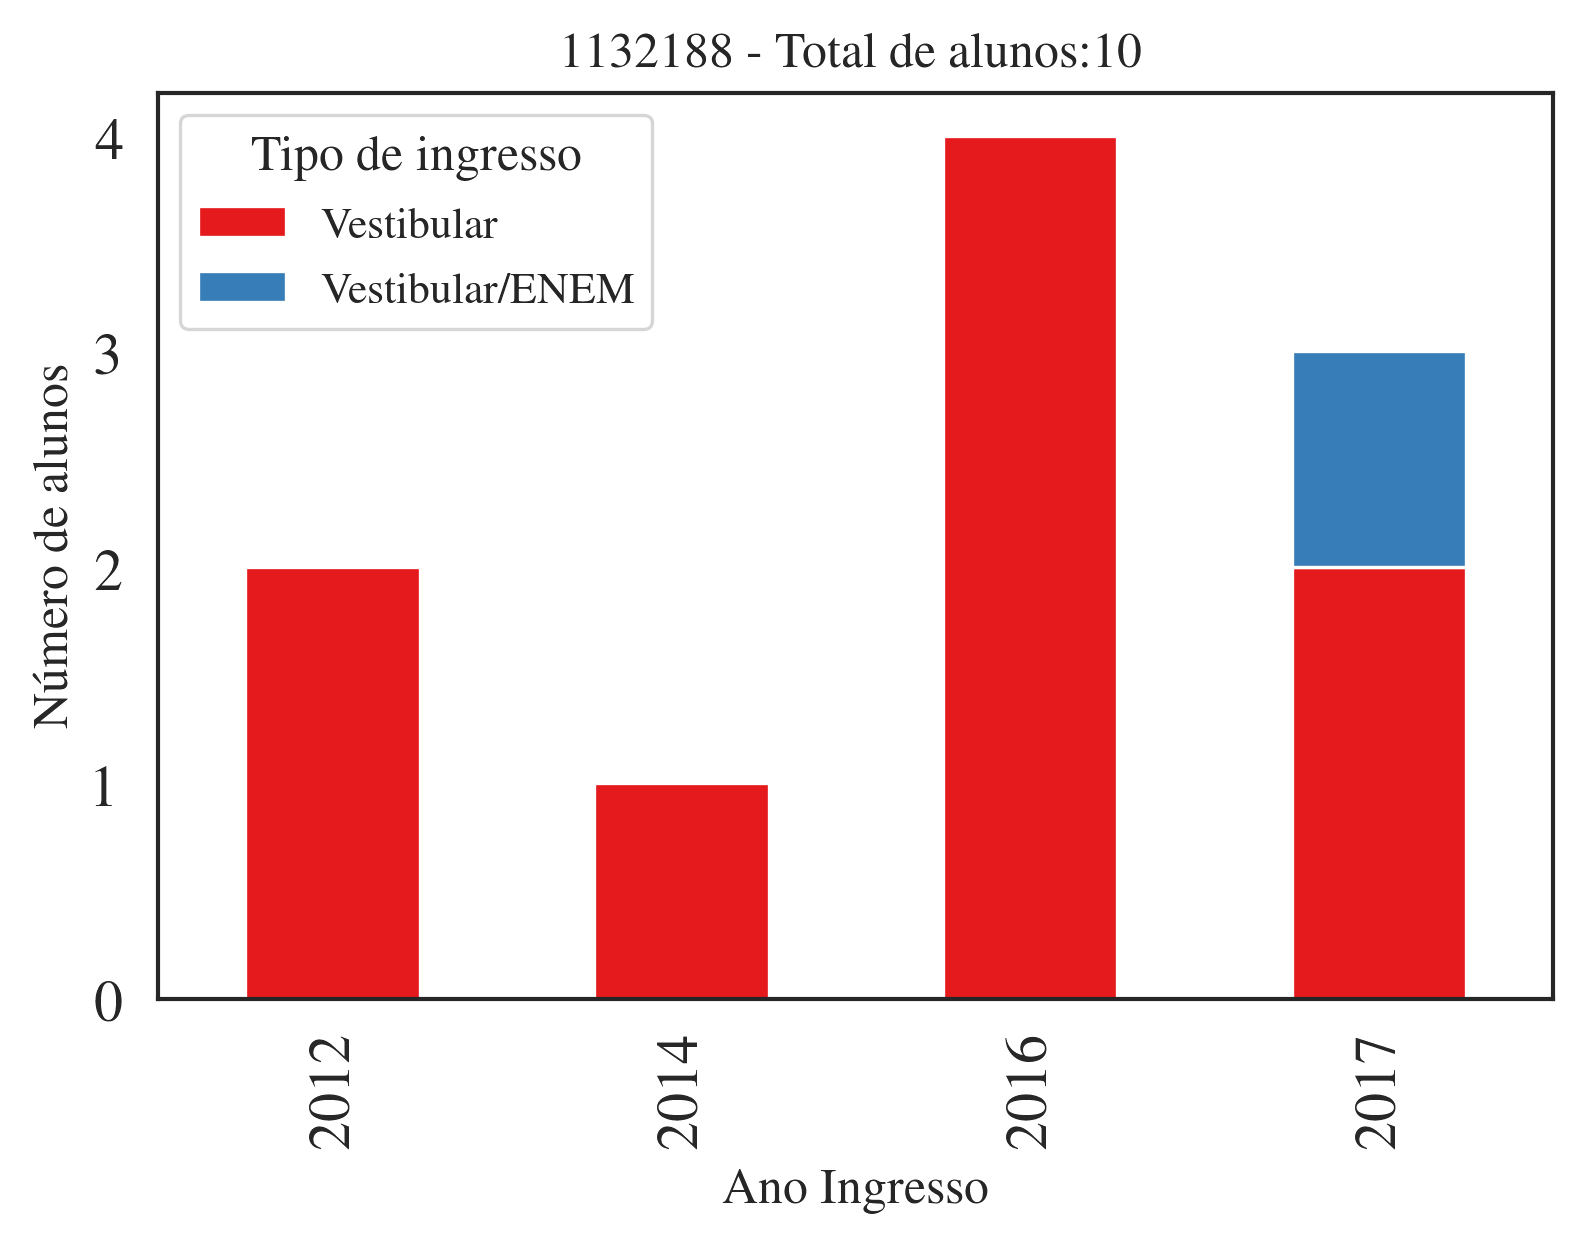 1132188 - Total de alunos:10
Tipo de ingresso
Vestibular
Vestibular/ENEM
Número de alunos
4
3
2
1
0
2012
2014
2016
2017
Ano Ingresso